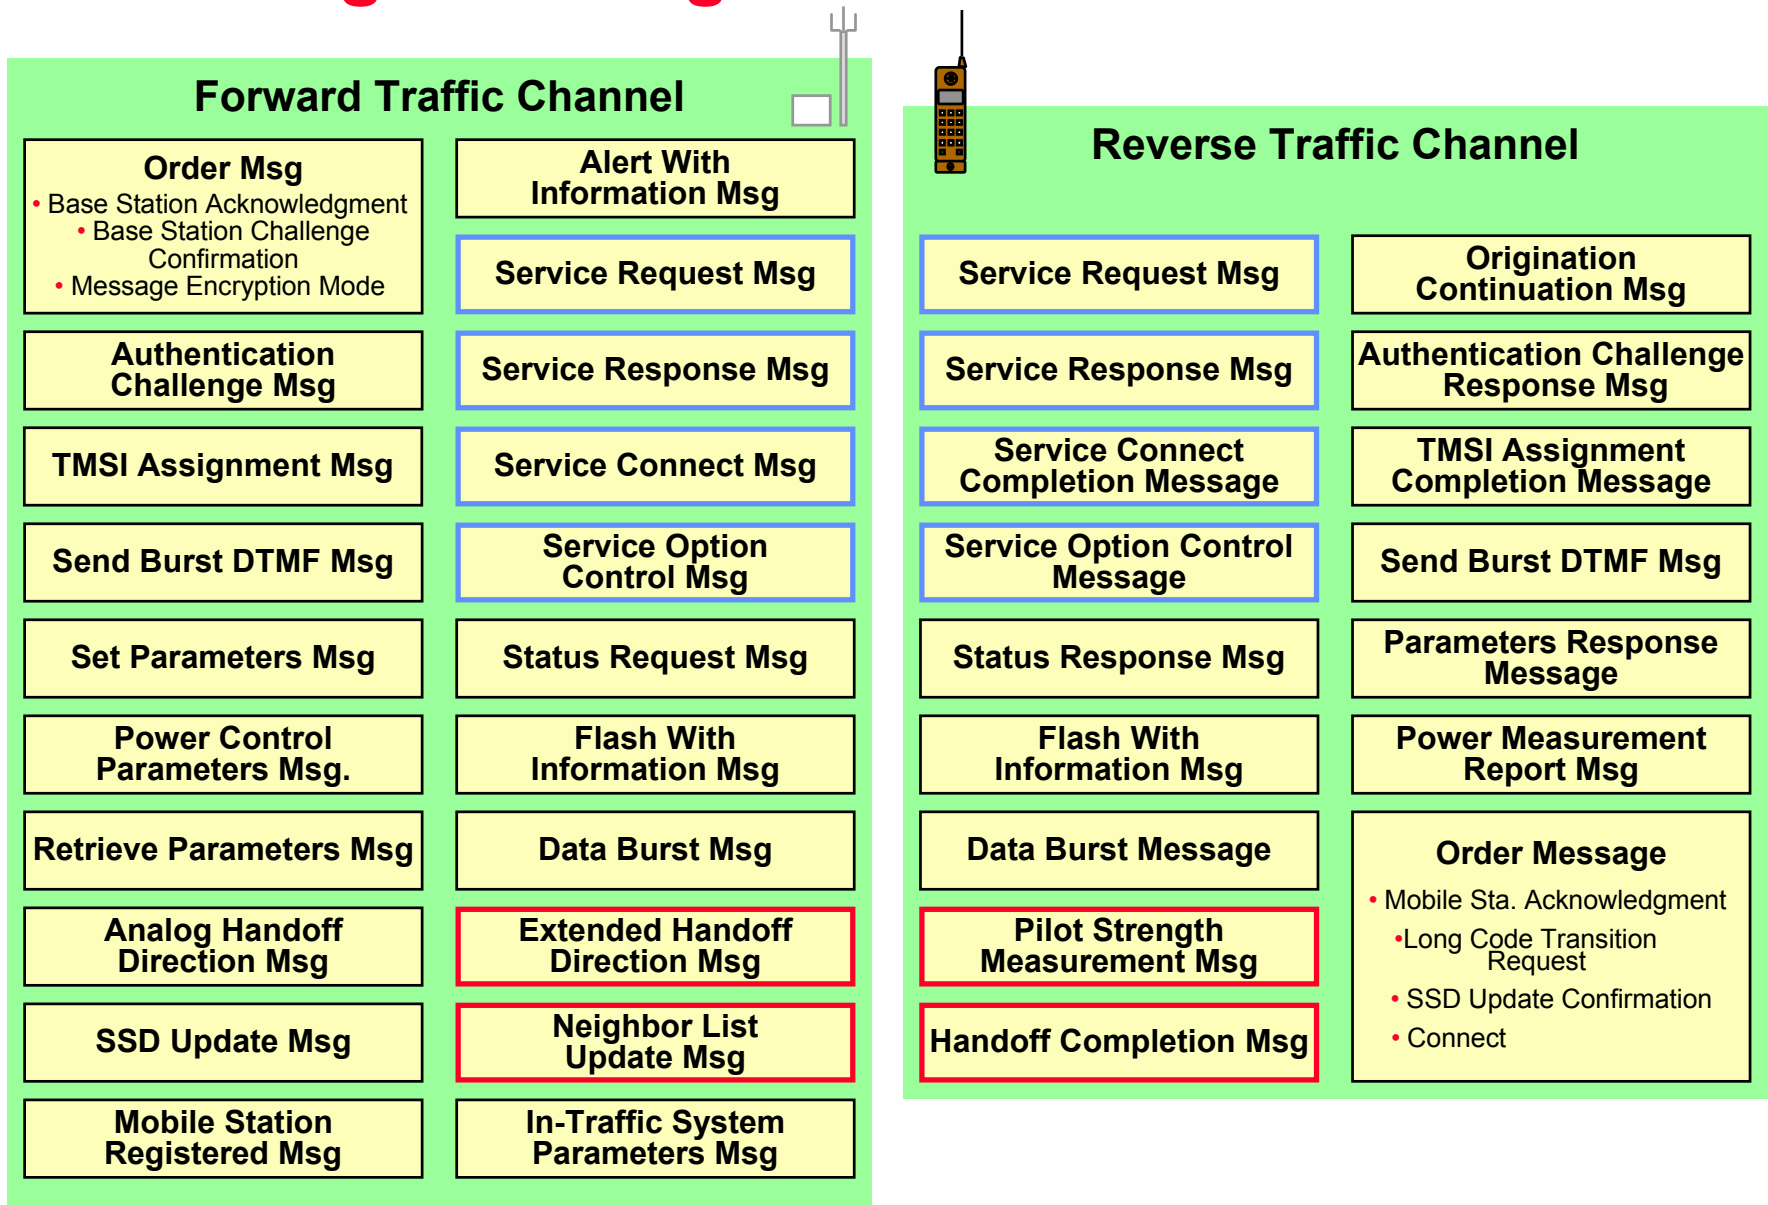 Forward Traffic Channel
Order Msg
• Base Station Acknowledgment
• Base Station Challenge
Confirmation
• Message Encryption Mode
Authentication
Challenge Msg
TMSI Assignment Msg
Send Burst DTMF Msg
Set Parameters Msg
Power Control
Parameters Msg.
Retrieve Parameters Msg
Analog Handoff
Direction Msg
SSD Update Msg
Mobile Station
Registered Msg
Alert With
Information Msg
Service Request Msg
Service Response Msg
Service Connect Msg
Service Option
Control Msg
Status Request Msg
Flash With
Information Msg
Data Burst Msg
Extended Handoff
Direction Msg
Neighbor List
Update Msg
In-Traffic System
Parameters Msg
Reverse Traffic Channel
Service Request Msg
Service Response Msg
Service Connect
Completion Message
Service Option Control
Message
Status Response Msg
Flash With
Information Msg
Data Burst Message
Pilot Strength
Measurement Msg
Handoff Completion Msg
Origination
Continuation Msg
Authentication Challenge
Response Msg
TMSI Assignment
Completion Message
Send Burst DTMF Msg
Parameters Response
Message
Power Measurement
Report Msg
Order Message
• Mobile Sta. Acknowledgment
•Long Code Transition
Request
• SSD Update Confirmation
• Connect